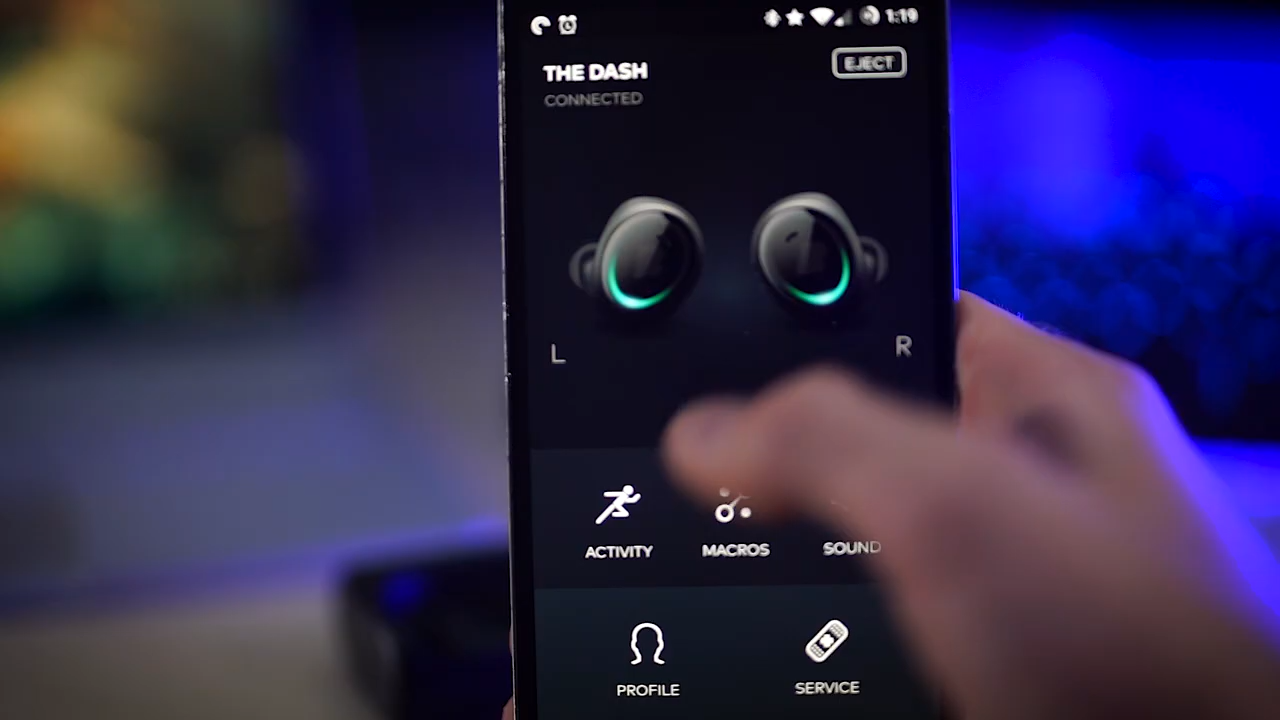 1:19
THE DASH
EJECT
CONNECTED
L
R
ACTIVITY
MACROS
SOUND
PROFILE
SERVICE